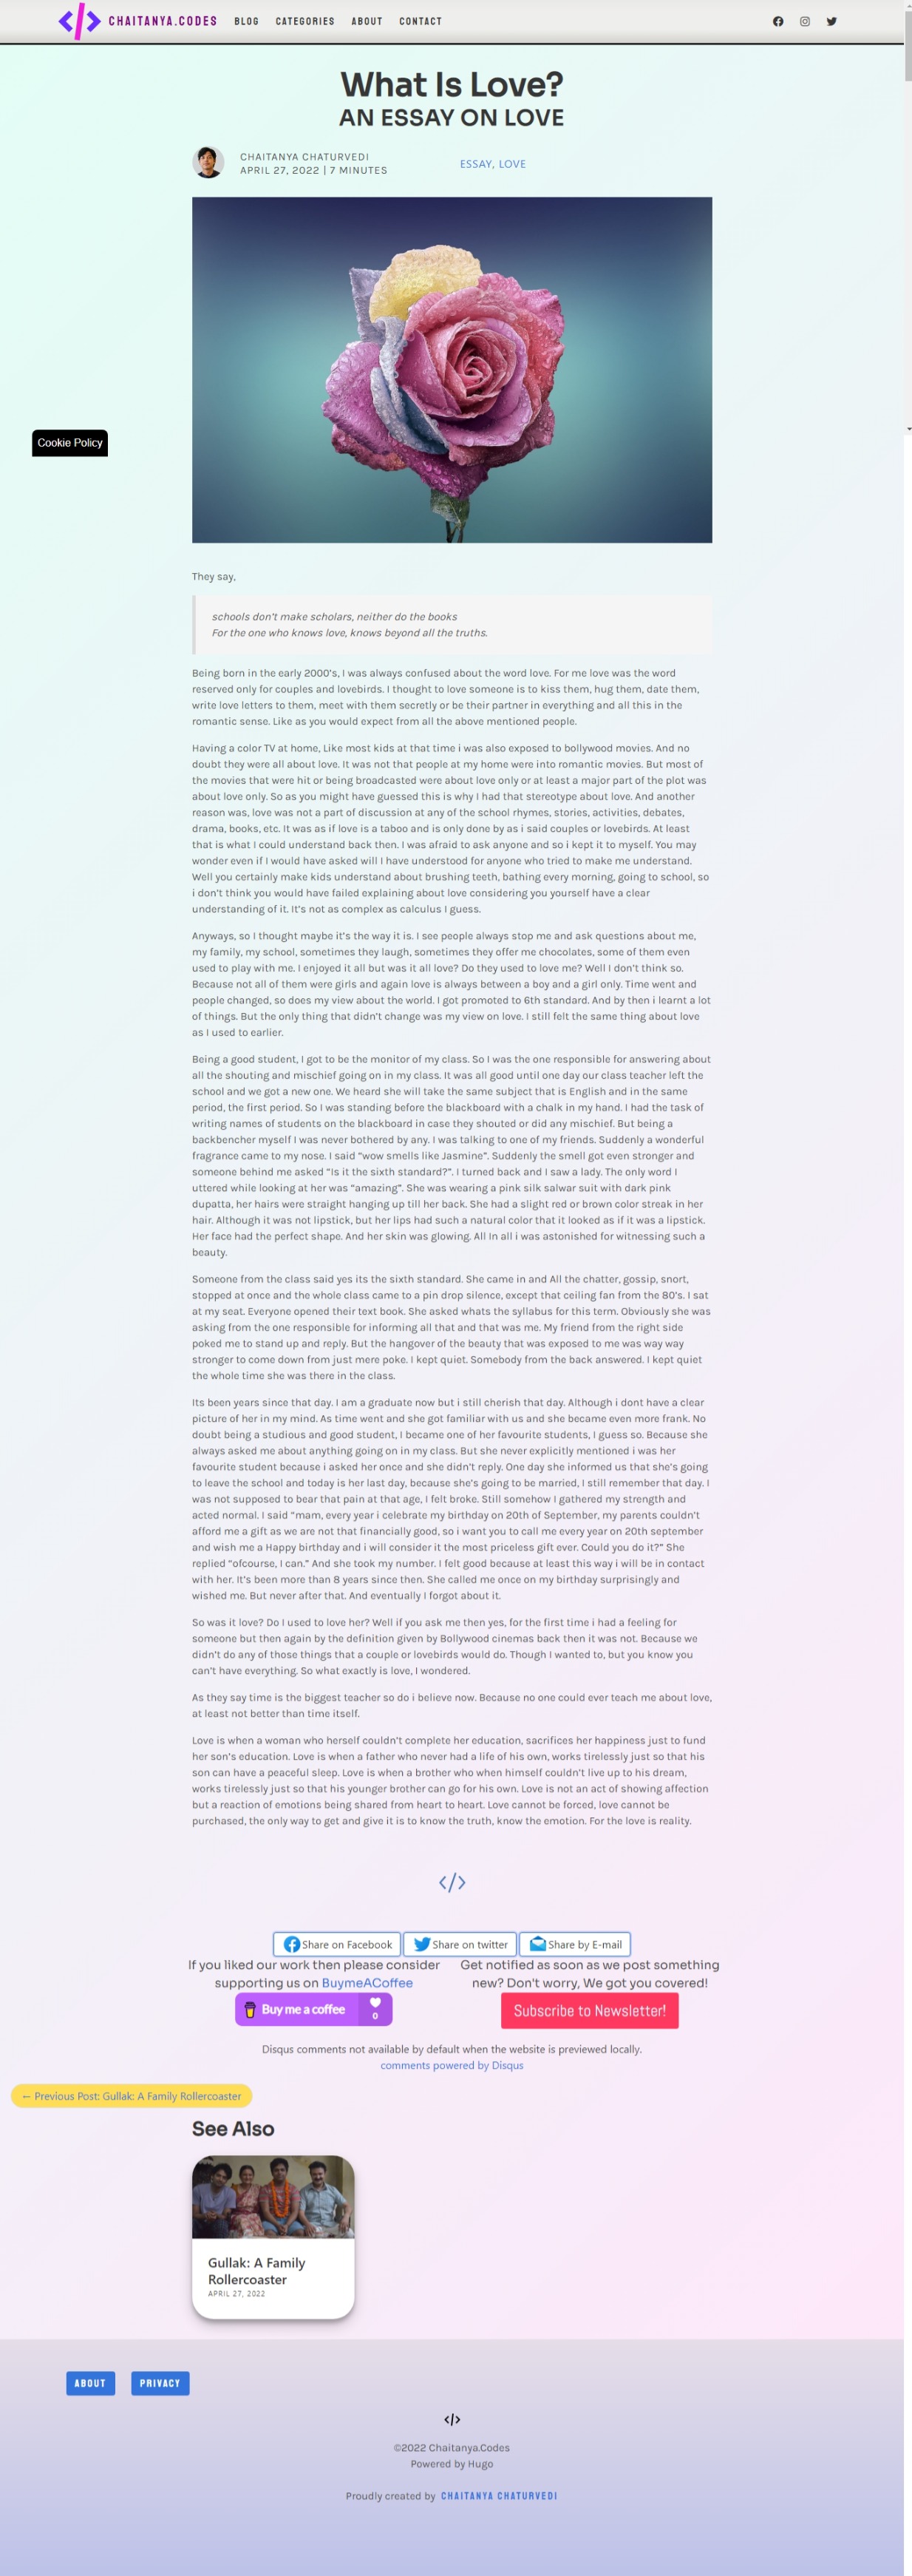 CHAITANYA.CODES BLOG CATEGORIES ABOUT CONTACT
What Is Love?
AN ESSAY ON LOVE
CHAITANYA CHATURVEDI
APRIL 27, 2022 | 7 MINUTES
ESSAY, LOVE
Cookie Policy
They say,
schools don't make scholars, neither do the books
For the one who knows love, knows beyond all the truths.
Being born in the early 2000's, I was always confused about the word love. For me love was the word
reserved only for couples and lovebirds. I thought to love someone is to kiss them, hug them, date them,
write love letters to them, meet with them secretly or be their partner in everything and all this in the
romantic sense. Like as you would expect from all the above mentioned people.
Having a color TV at home, Like most kids at that time i was also exposed to bollywood movies. And no
doubt they were all about love. It was not that people at my home were into romantic movies. But most of
the movies that were hit or being broadcasted were about love only or at least a major part of the plot was
about love only. So as you might have guessed this is why I had that stereotype about love. And another
reason was, love was not a part of discussion at any of the school rhymes, stories, activities, debates,
drama, books, etc. It was as if love is a taboo and is only done by as i said couples or lovebirds. At least
that is what I could understand back then. I was afraid to ask anyone and so i kept it to myself. You may
wonder even if I would have asked will I have understood for anyone who tried to make me understand.
Well you certainly make kids understand about brushing teeth, bathing every morning, going to school, so
i don't think you would have failed explaining about love considering you yourself have a clear
understanding of it. It's not as complex as calculus I guess.
Anyways, so I thought maybe it's the way it is. I see people always stop me and ask questions about me,
my family, my school, sometimes they laugh, sometimes they offer me chocolates, some of them even
used to play with me. I enjoyed it all but was it all love? Do they used to love me? Well I don't think so.
Because not all of them were girls and again love is always between a boy and a girl only. Time went and
people changed, so does my view about the world. I got promoted to 6th standard. And by then i learnt a lot
of things. But the only thing that didn't change was my view on love. I still felt the same thing about love
as I used to earlier.
Being a good student, I got to be the monitor of my class. So I was the one responsible for answering about
all the shouting and mischief going on in my class. It was all good until one day our class teacher left the
school and we got a new one. We heard she will take the same subject that is English and in the same
period, the first period. So I was standing before the blackboard with a chalk in my hand. I had the task of
writing names of students on the blackboard in case they shouted or did any mischief. But being a
backbencher myself I was never bothered by any. I was talking to one of my friends. Suddenly a wonderful
fragrance came to my nose. I said “wow smells like Jasmine”. Suddenly the smell got even stronger and
someone behind me asked “Is it the sixth standard?”. I turned back and I saw a lady. The only word I
uttered while looking at her was “amazing”. She was wearing a pink silk salwar suit with dark pink
dupatta, her hairs were straight hanging up till her back. She had a slight red or brown color streak in her
hair. Although it was not lipstick, but her lips had such a natural color that it looked as if it was a lipstick.
Her face had the perfect shape. And her skin was glowing. All In all i was astonished for witnessing such a
beauty.
Someone from the class said yes its the sixth standard. She came in and All the chatter, gossip, snort,
stopped at once and the whole class came to a pin drop silence, except that ceiling fan from the 80's. I sat
at my seat. Everyone opened their text book. She asked whats the syllabus for this term. Obviously she was
asking from the one responsible for informing all that and that was me. My friend from the right side
poked me to stand up and reply. But the hangover of the beauty that was exposed to me was way way
stronger to come down from just mere poke. I kept quiet. Somebody from the back answered. I kept quiet
the whole time she was there in the class.
Its been years since that day. I am a graduate now but i still cherish that day. Although i dont have a clear
picture of her in my mind. As time went and she got familiar with us and she became even more frank. No
doubt being a studious and good student, I became one of her favourite students, I guess so. Because she
always asked me about anything going on in my class. But she never explicitly mentioned i was her
favourite student because i asked her once and she didn't reply. One day she informed us that she's going
to leave the school and today is her last day, because she's going to be married, I still remember that day. I
was not supposed to bear that pain at that age, I felt broke. Still somehow I gathered my strength and
acted normal. I said “mam, every year i celebrate my birthday on 20th of September, my parents couldn't
afford me a gift as we are not that financially good, so i want you to call me every year on 20th september
and wish me a Happy birthday and i will consider it the most priceless gift ever. Could you do it?” She
replied “ofcourse, I can.” And she took my number. I felt good because at least this way i will be in contact
with her. It's been more than 8 years since then. She called me once on my birthday surprisingly and
wished me. But never after that. And eventually I forgot about it.
So was it love? Do I used to love her? Well if you ask me then yes, for the first time i had a feeling for
someone but then again by the definition given by Bollywood cinemas back then it was not. Because we
didn't do any of those things that a couple or lovebirds would do. Though I wanted to, but you know you
can't have everything. So what exactly is love, I wondered.
As they say time is the biggest teacher so do i believe now. Because no one could ever teach me about love,
at least not better than time itself.
Love is when a woman who herself couldn't complete her education, sacrifices her happiness just to fund
her son's education. Love is when a father who never had a life of his own, works tirelessly just so that his
son can have a peaceful sleep. Love is when a brother who when himself couldn't live up to his dream,
works tirelessly just so that his younger brother can go for his own. Love is not an act of showing affection
but a reaction of emotions being shared from heart to heart. Love cannot be forced, love cannot be
purchased, the only way to get and give it is to know the truth, know the emotion. For the love is reality.
</>
Share on Facebook Share on twitter Share by E-mail
If you liked our work then please consider
supporting us on BuymeACoffee
Buy me a coffee 0
Get notified as soon as we post something
new? Don't worry, We got you covered!
Subscribe to Newsletter!
Disqus comments not available by default when the website is previewed locally.
comments powered by Disqus
← Previous Post: Gullak: A Family Rollercoaster
See Also
Gullak: A Family
Rollercoaster
APRIL 27, 2022
ABOUT PRIVACY
</>
©2022 Chaitanya.Codes
Powered by Hugo
Proudly created by CHAITANYA CHATURVEDI